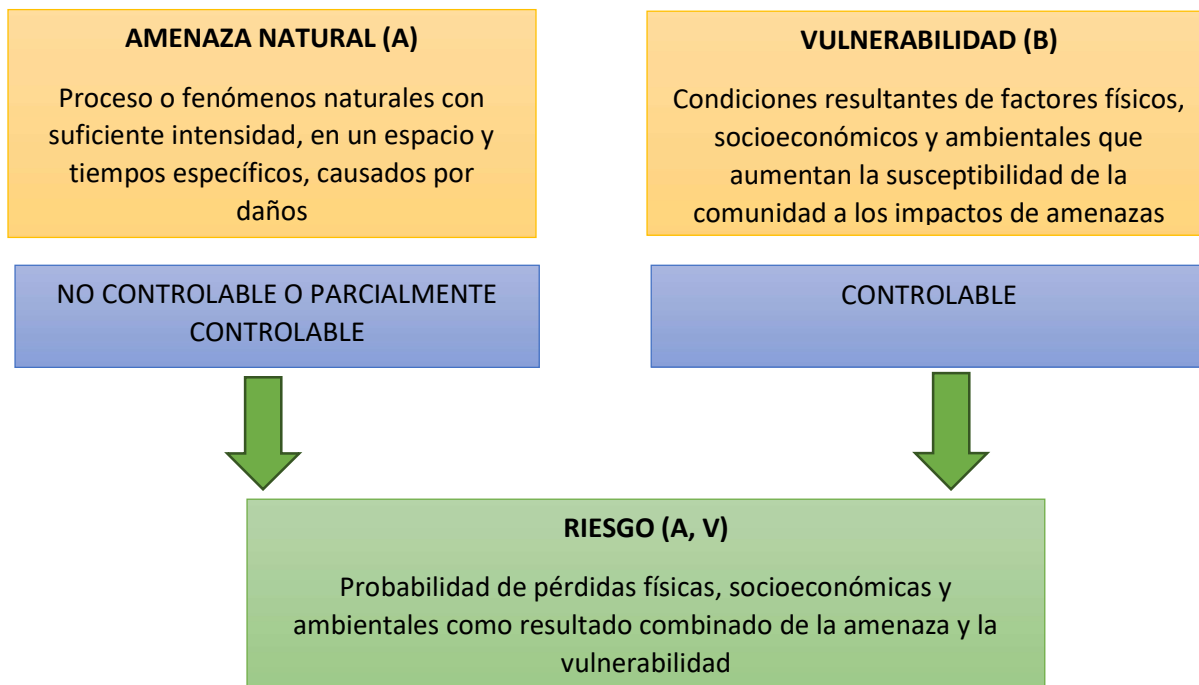 AMENAZA NATURAL (A)
Proceso o fenómenos naturales con
suficiente intensidad, en un espacio y
tiempos específicos, causados por
daños
VULNERABILIDAD (B)
Condiciones resultantes de factores físicos,
socioeconómicos y ambientales que
aumentan la susceptibilidad de la
comunidad a los impactos de amenazas
NO CONTROLABLE O PARCIALMENTE
CONTROLABLE
CONTROLABLE
RIESGO (A, V)
Probabilidad de pérdidas físicas, socioeconómicas y
ambientales como resultado combinado de la amenaza y la
vulnerabilidad